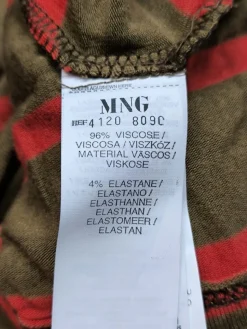 MNG
REF 4120 8090
96% VISCOSE/
VISCOSA / VISZKÓZ /
MATERIAL VASCOS /
VISKOSE
4% ELASTANE/
ELASTANO /
ELASTHANNE/
ELASTHAN /
ELASTOMEER /
ELASTAN